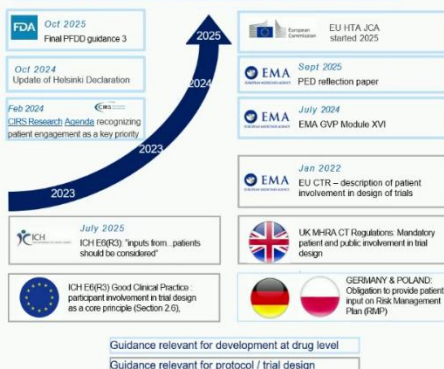 FDA
Oct 2025
Final PFDD guidance 3
Oct 2024
Update of Helsinki Declaration
Feb 2024
CIRS
CIRS Research Agenda recognizing
patient engagement as a key priority
2025
2024
2023
2023
July 2025
ICH
ICH E6(R3): "inputs from...patients
should be considered"
ICH E6(R3) Good Clinical Practice :
participant involvement in trial design
as a core principle (Section 2.6),
European
Commission
EU HTA JCA
started 2025
Sept 2025
EMA
PED reflection paper
July 2024
EMA
EMA GVP Module XVI
Jan 2022
EMA
EU CTR – description of patient
involvement in design of trials
UK MHRA CT Regulations: Mandatory
patient and public involvement in trial
design
GERMANY & POLAND:
Obligation to provide patient
input on Risk Management
Plan (RMP)
Guidance relevant for development at drug level
Guidance relevant for protocol / trial design